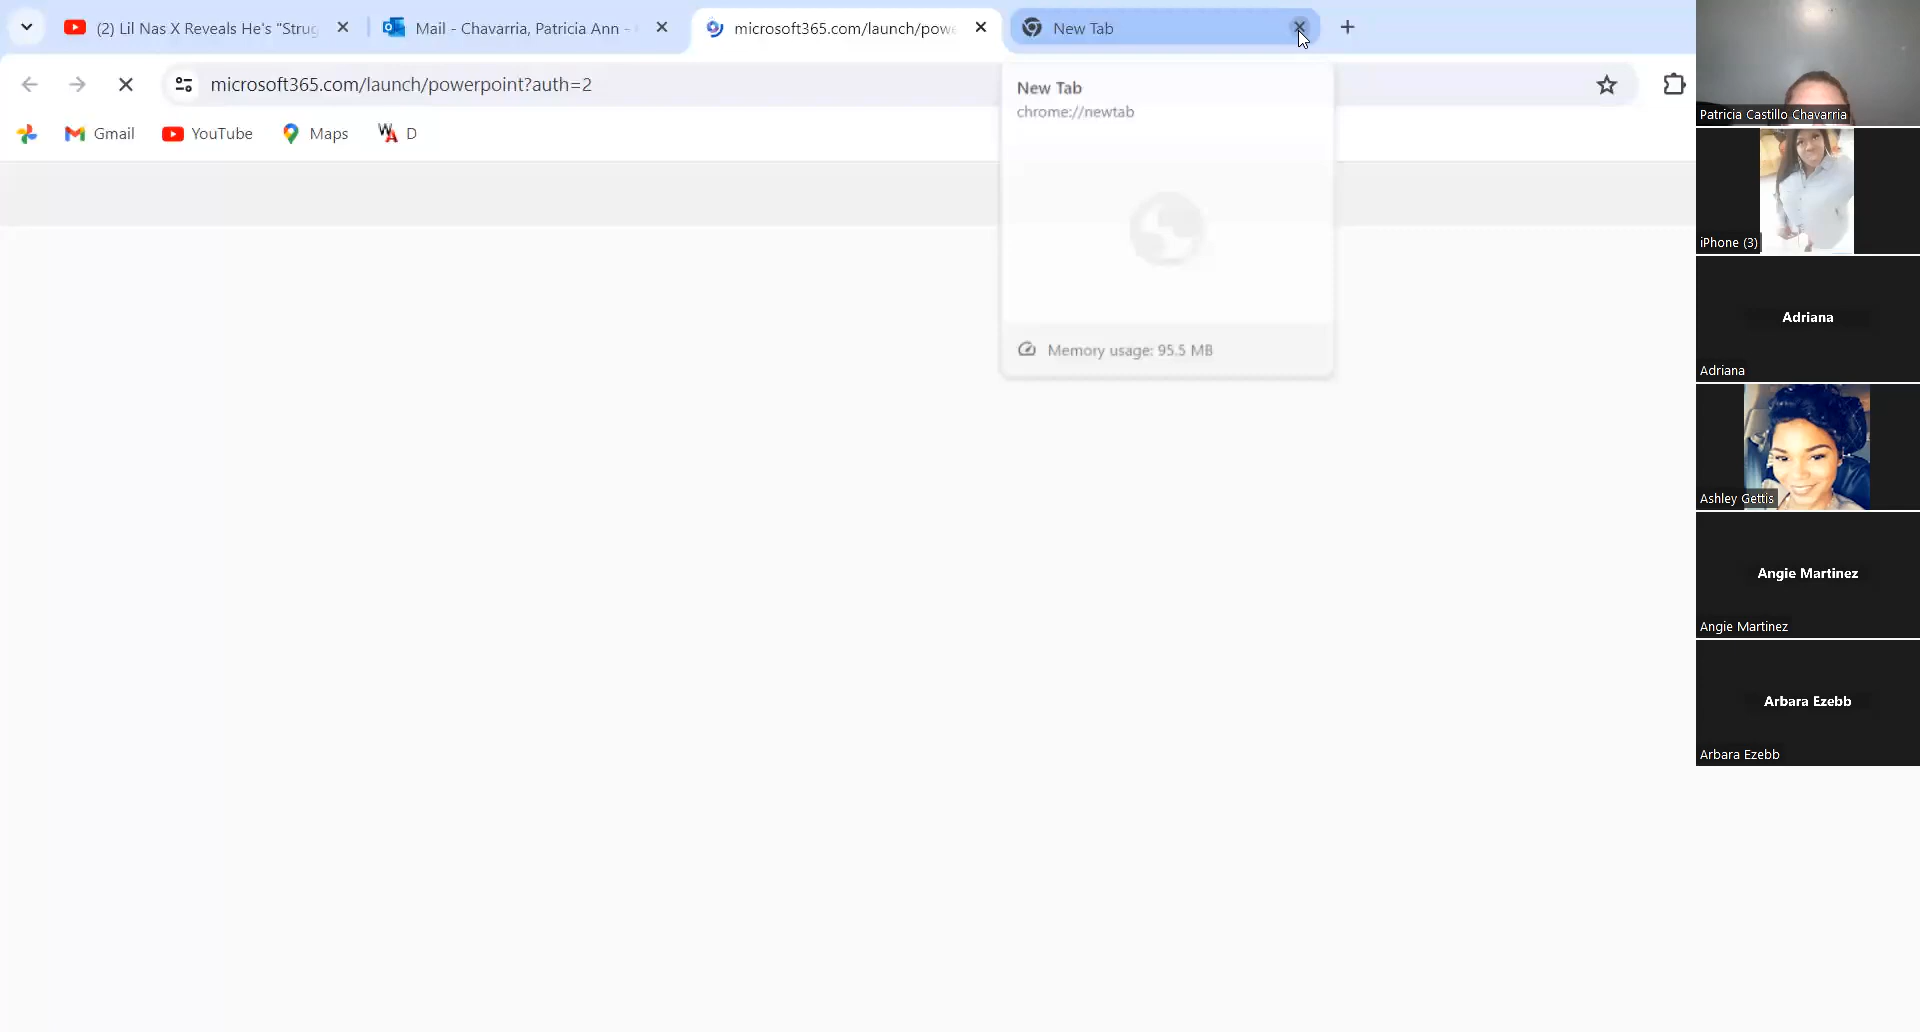 (2) Lil Nas X Reveals He's "Strug
Mail - Chavarria, Patricia Ann -
microsoft365.com/launch/powe
New Tab
microsoft365.com/launch/powerpoint?auth=2
Gmail
YouTube
Maps
D
New Tab
chrome://newtab
Memory usage: 95.5 MB
Patricia Castillo Chavarria
iPhone (3)
Adriana
Adriana
Ashley Gettis
Angie Martinez
Angie Martinez
Arbara Ezebb
Arbara Ezebb